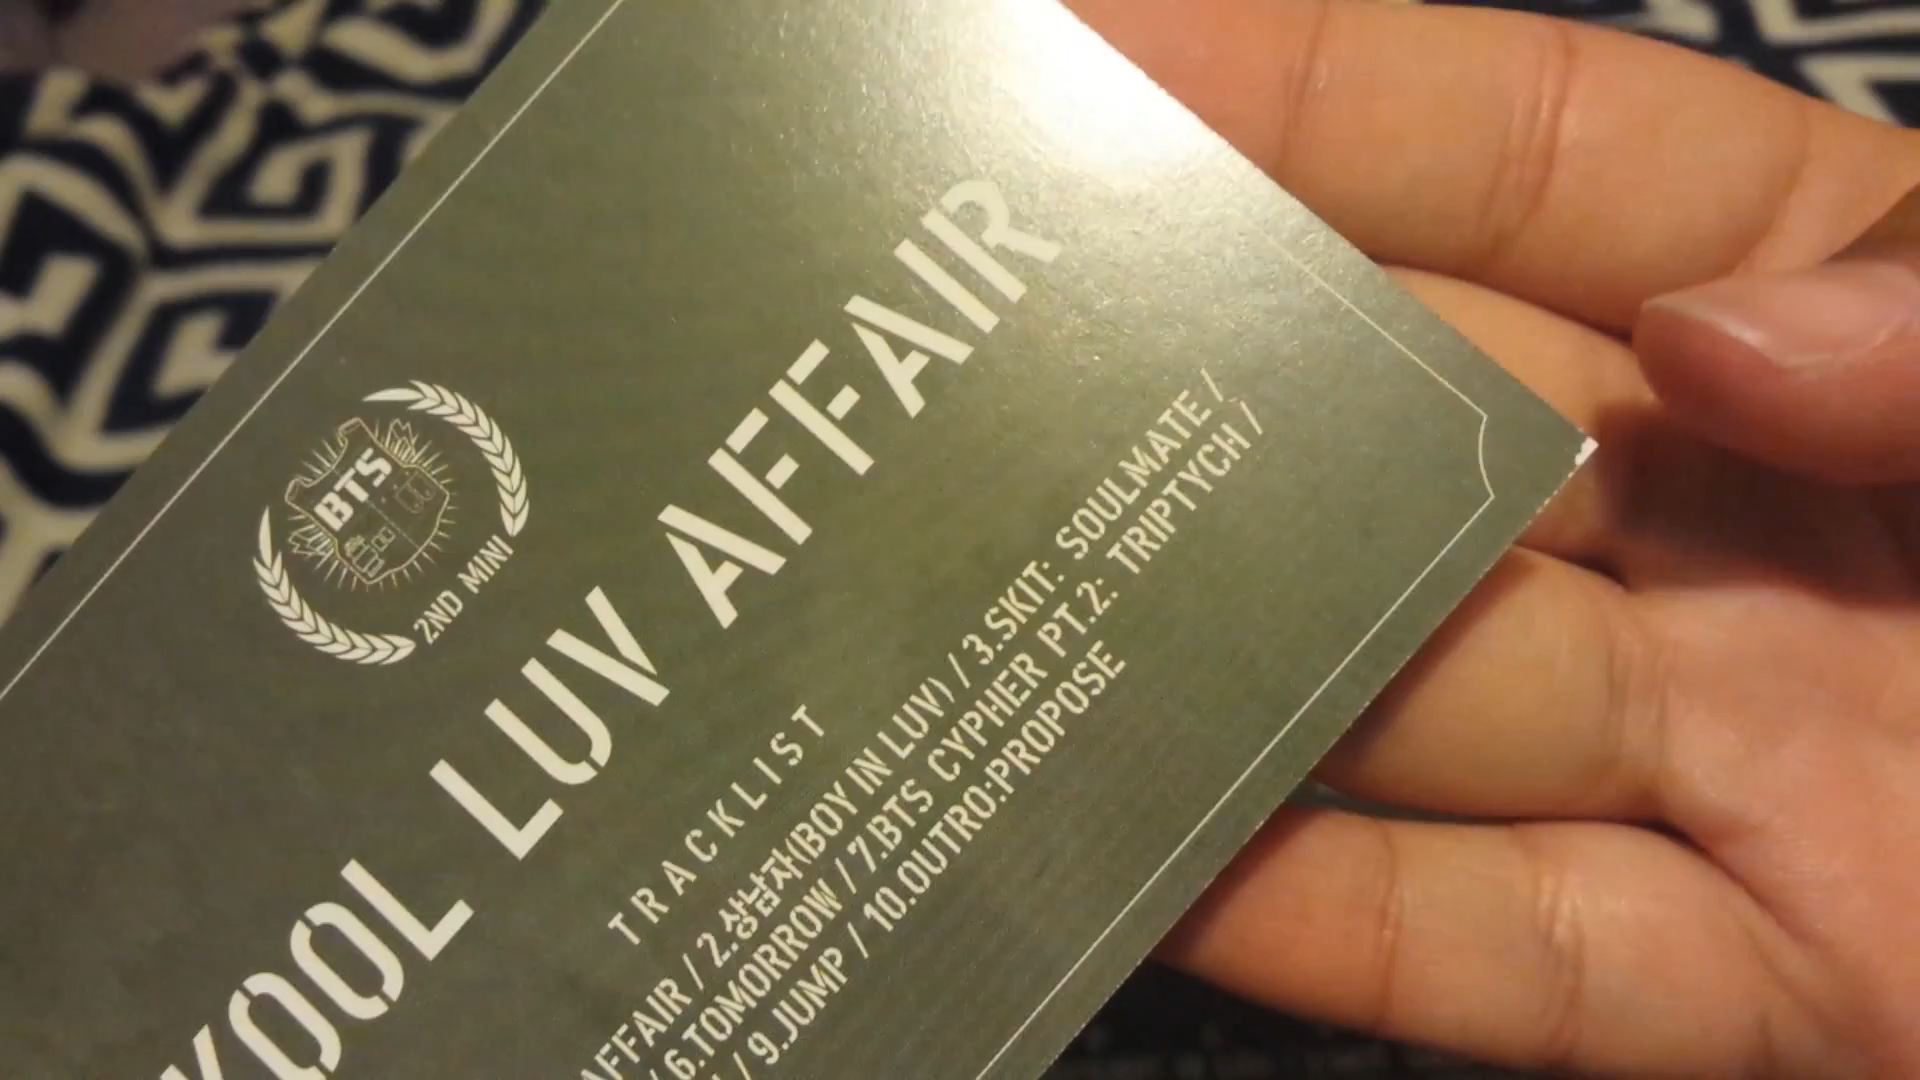 BTS
2ND MINI
KOOL LUV AFFAIR
TRACKLIST
AFFAIR / 2.상남자(BOY IN LUV) / 3.SKIT: SOULMATE /
/ 6.TOMORROW / 7.BTS CYPHER PT.2: TRIPTYCH /
/ 9.JUMP / 10.OUTRO:PROPOSE